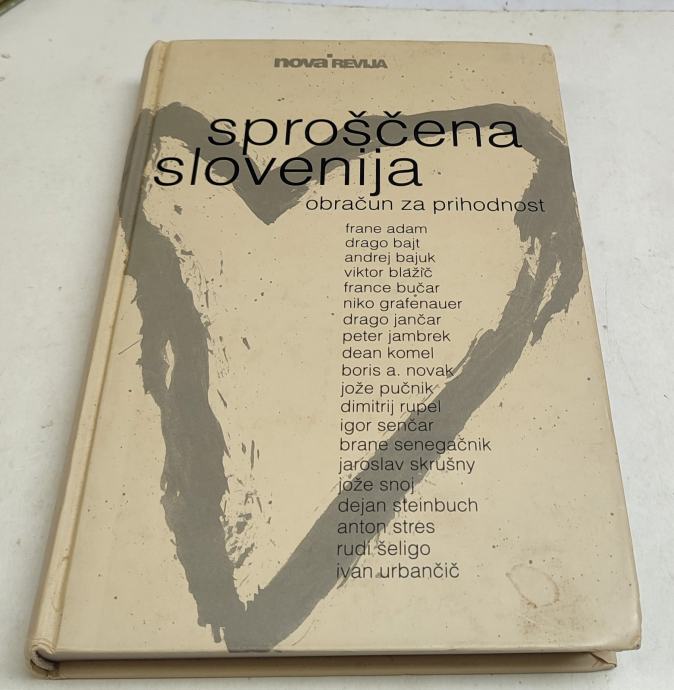 nova REVIJA
sproščena
slovenija
obračun za prihodnost
frane adam
drago bajt
andrej bajuk
viktor blažič
france bučar
niko grafenauer
drago jančar
peter jambrek
dean komel
boris a. novak
jože pučnik
dimitrij rupel
igor senčar
brane senegačnik
jaroslav skrušny
jože snoj
dejan steinbuch
anton stres
rudi šeligo
ivan urbančič